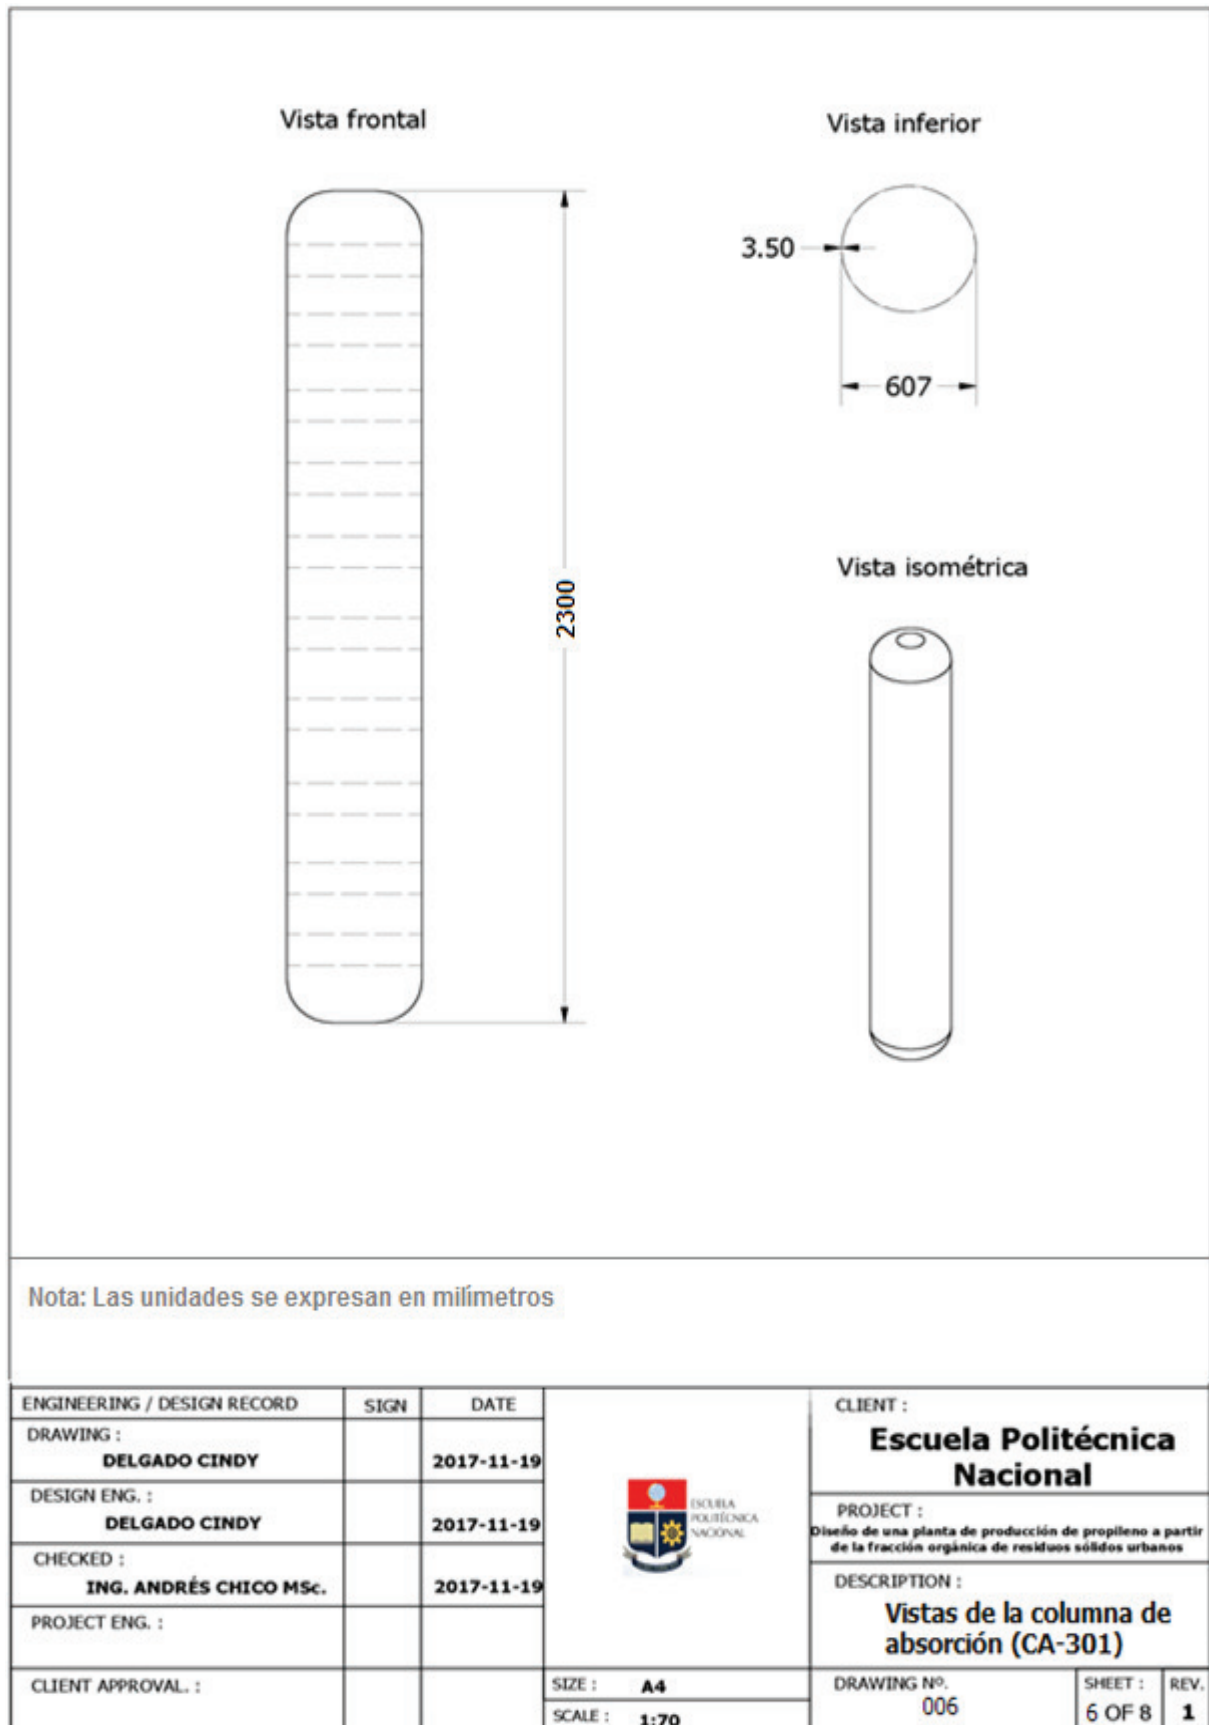 Vista frontal
Vista inferior
3.50
607
2300
Vista isométrica
Nota: Las unidades se expresan en milímetros
ENGINEERING / DESIGN RECORD
SIGN
DATE
DRAWING :
DELGADO CINDY
2017-11-19
DESIGN ENG. :
DELGADO CINDY
2017-11-19
CHECKED :
ING. ANDRÉS CHICO MSc.
2017-11-19
PROJECT ENG. :
CLIENT APPROVAL. :
ESCUELA
POLITÉCNICA
NACIONAL
SIZE :
A4
SCALE :
1:70
CLIENT :
Escuela Politécnica
Nacional
PROJECT :
Diseño de una planta de producción de propileno a partir
de la fracción orgánica de residuos sólidos urbanos
DESCRIPTION :
Vistas de la columna de
absorción (CA-301)
DRAWING Nº.
006
SHEET :
6 OF 8
REV.
1